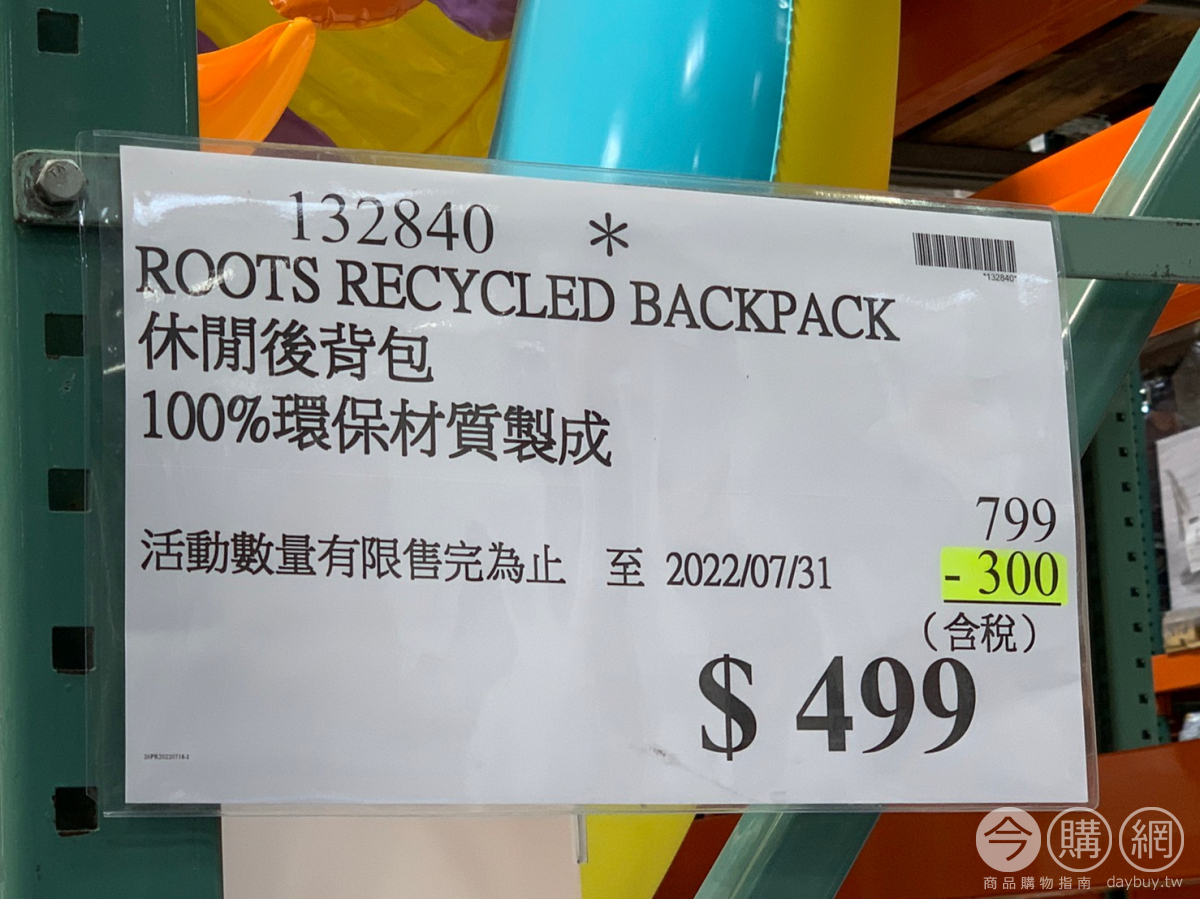 132840 *
*132840*
ROOTS RECYCLED BACKPACK
休閒後背包
100%環保材質製成
799
活動數量有限售完為止 至 2022/07/31
- 300
(含稅)
$ 499
今購網
商品購物指南 daybuy.tw